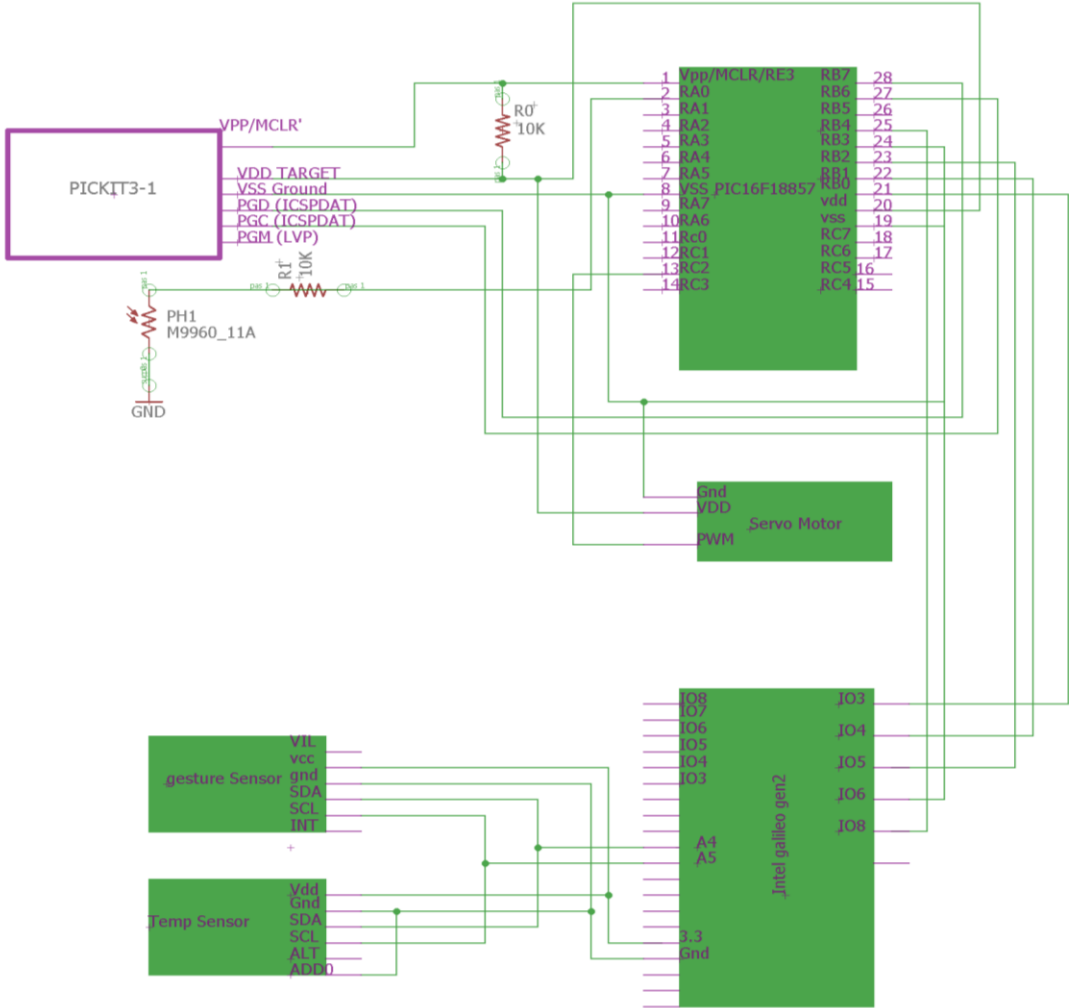 PICKIT3-1
VPP/MCLR'
VDD TARGET
VSS Ground
PGD (ICSPDAT)
PGC (ICSPDAT)
PGM (LVP)
R0
10K
R1
10K
pas 1
PH1
M9960_11A
GND
1 Vpp/MCLR/RE3
2 RA0
3 RA1
4 RA2
5 RA3
6 RA4
7 RA5
8 VSS
9 RA7
10 RA6
11 Rc0
12 RC1
13 RC2
14 RC3
PIC16F18857
RB7 28
RB6 27
RB5 26
RB4 25
RB3 24
RB2 23
RB1 22
RB0 21
vdd 20
vss 19
RC7 18
RC6 17
RC5 16
RC4 15
Gnd
VDD
PWM
Servo Motor
gesture Sensor
VIL
vcc
gnd
SDA
SCL
INT
Temp Sensor
Vdd
Gnd
SDA
SCL
ALT
ADD0
IO8
IO7
IO6
IO5
IO4
IO3
A4
A5
3.3
Gnd
Intel galileo gen2
IO3
IO4
IO5
IO6
IO8